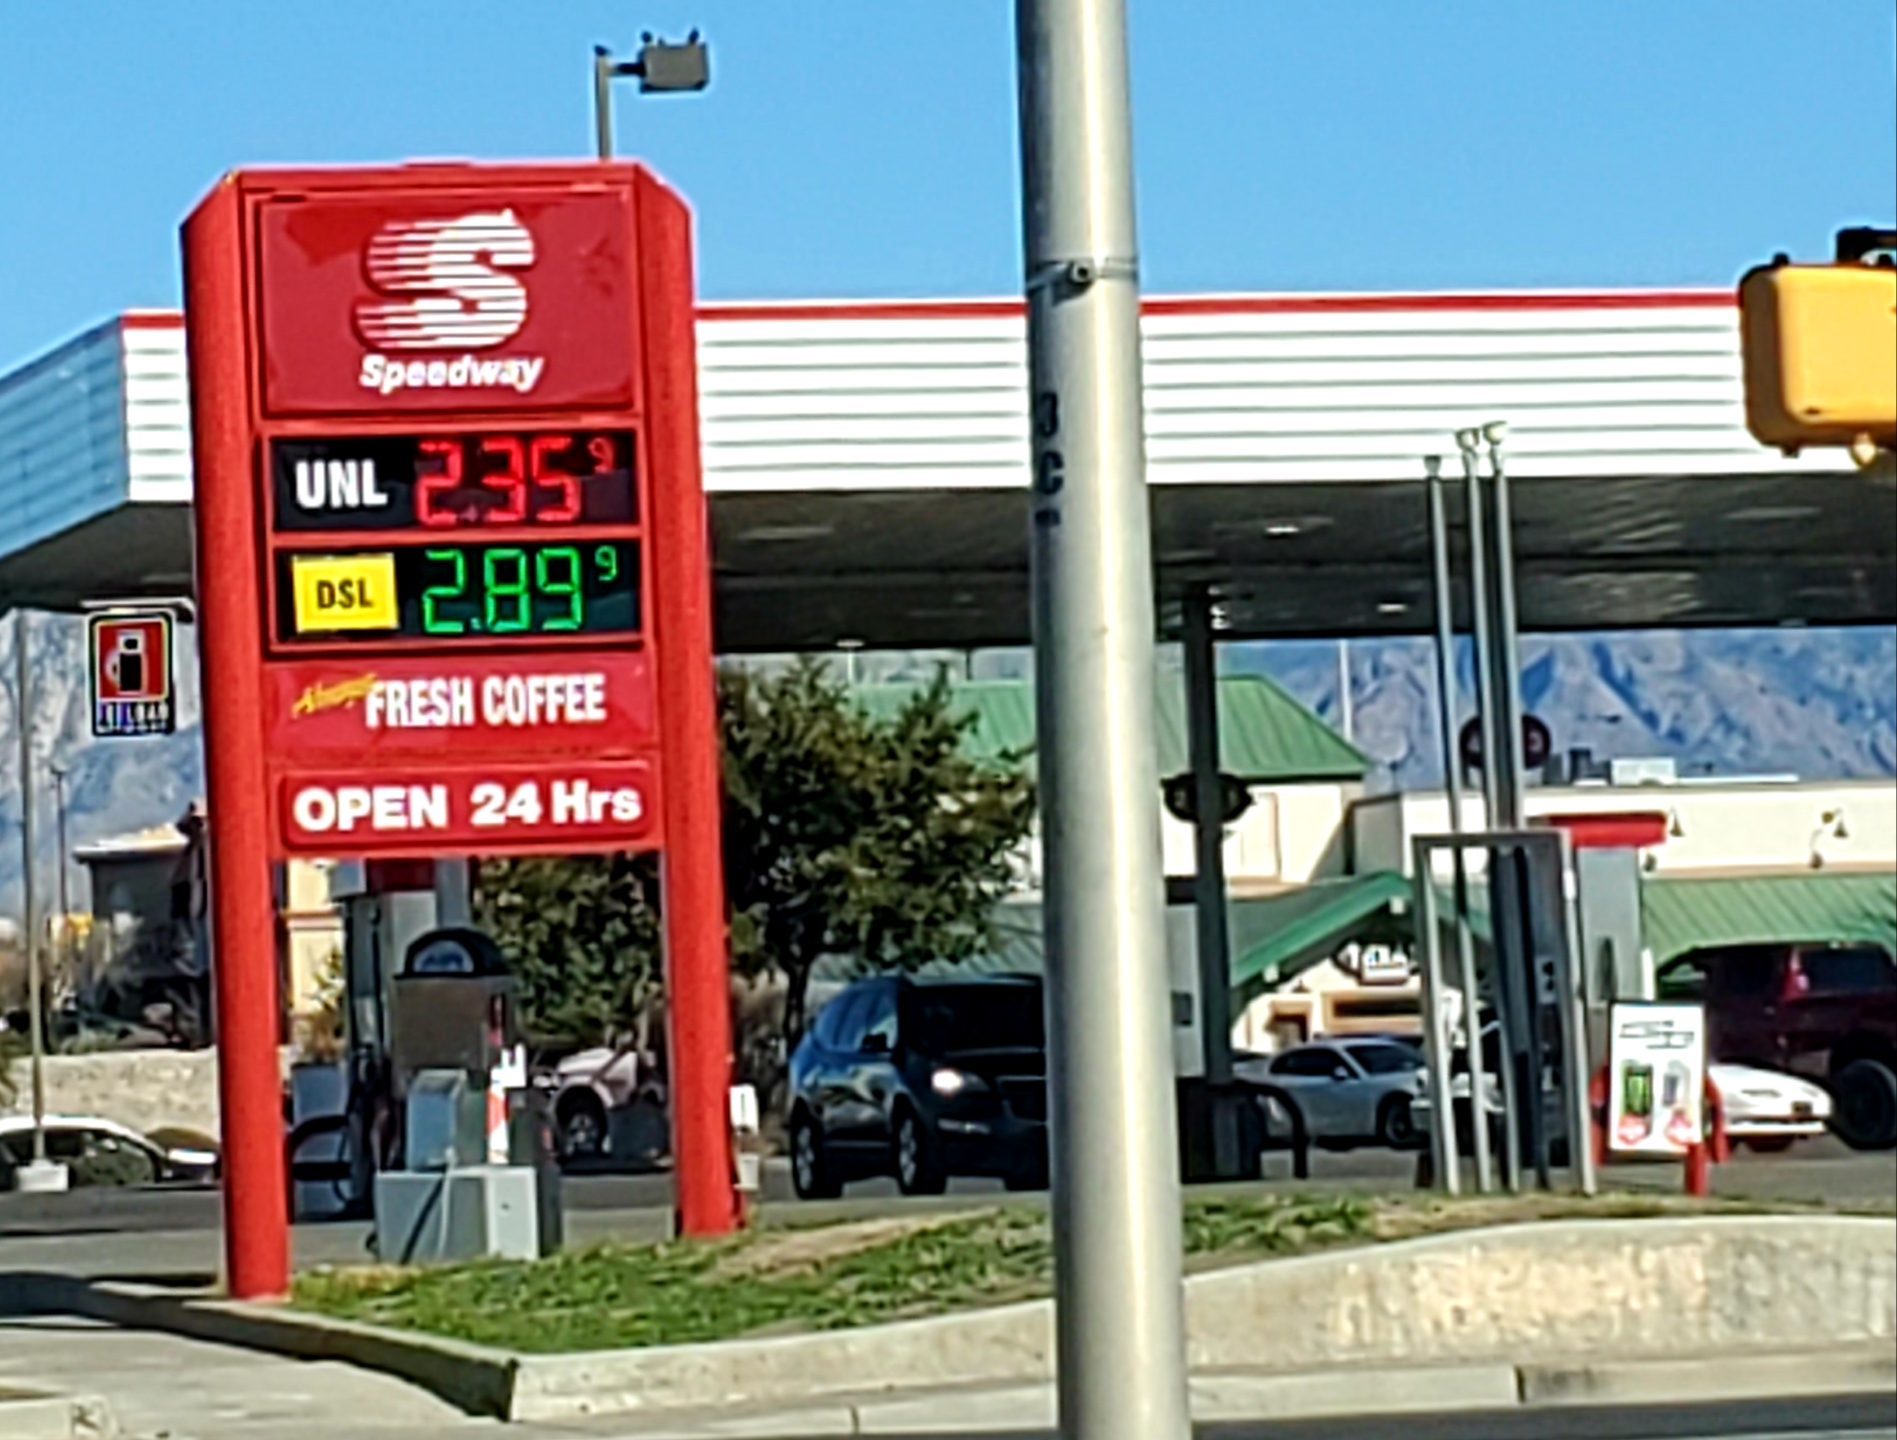 S
Speedway
UNL 2.35 9
DSL 2.89 9
Always FRESH COFFEE
OPEN 24 Hrs